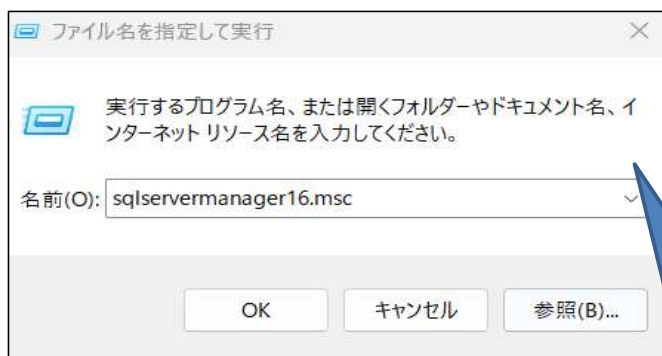 ファイル名を指定して実行
実行するプログラム名、または開くフォルダーやドキュメント名、イ
ンターネット リソース名を入力してください。
名前(O): sqlservermanager16.msc
OK キャンセル 参照(B)...